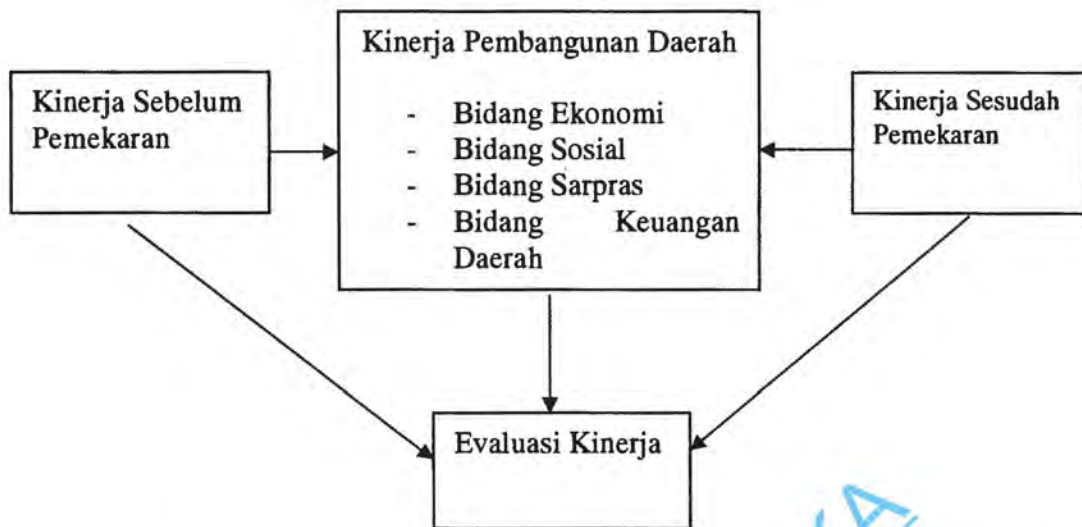 Kinerja Pembangunan Daerah
- Bidang Ekonomi
- Bidang Sosial
- Bidang Sarpras
- Bidang Keuangan
Daerah
Kinerja Sebelum
Pemekaran
Kinerja Sesudah
Pemekaran
Evaluasi Kinerja